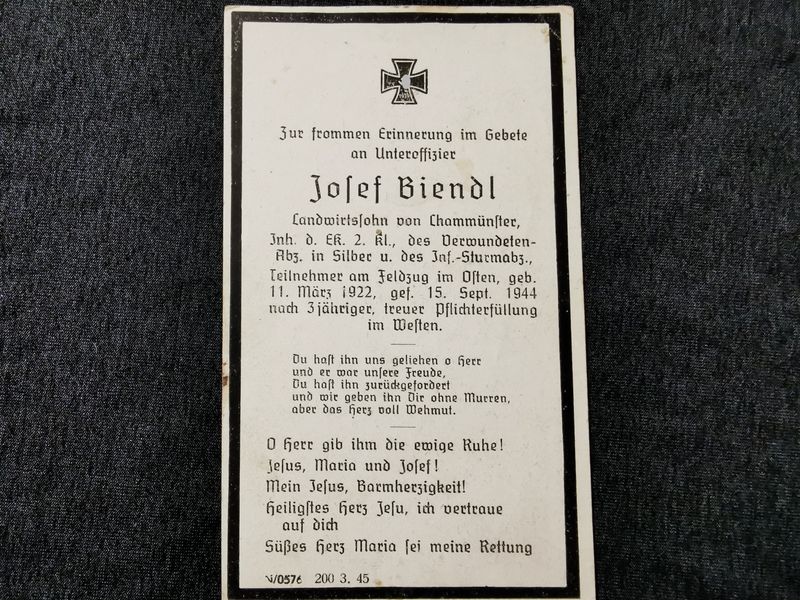 Zur frommen Erinnerung im Gebete
an Unteroffizier
Josef Biendl
Landwirtssohn von Chammünster,
Inh. d. EK. 2. Kl., des Verwundeten-
Abz. in Silber u. des Inf.-Sturmabz.,
Teilnehmer am Feldzug im Osten, geb.
11. März 1922, gef. 15. Sept. 1944
nach 3jähriger, treuer Pflichterfüllung
im Westen.
Du hast ihn uns geliehen o Herr
und er war unsere Freude,
Du hast ihn zurückgefordert
und wir geben ihn Dir ohne Murren,
aber das Herz voll Wehmut.
O Herr gib ihm die ewige Ruhe!
Jesus, Maria und Josef!
Mein Jesus, Barmherzigkeit!
Heiligstes Herz Jesu, ich vertraue
auf dich
Süßes Herz Maria sei meine Rettung
200 3. 45